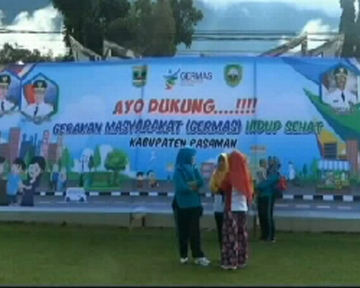 GERMAS
AYO DUKUNG....!!!!
GERAKAN MASYARAKAT (GERMAS) HIDUP SEHAT
KABUPATEN PASAMAN